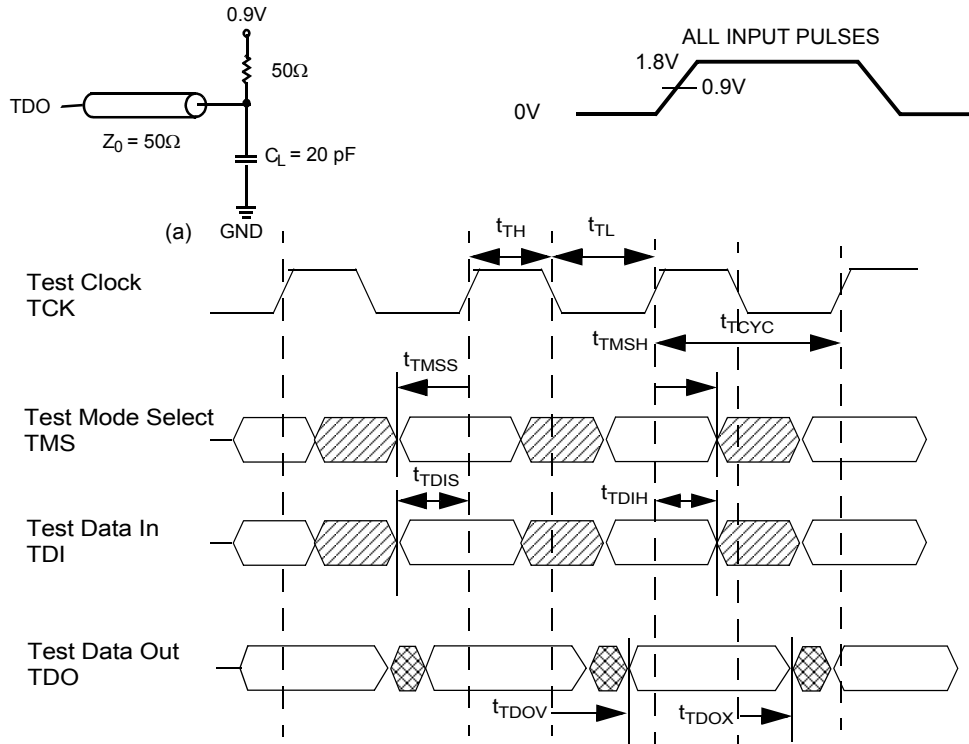 0.9V
50Ω
TDO
Z0 = 50Ω
CL = 20 pF
(a)
GND
ALL INPUT PULSES
1.8V
0.9V
0V
tTH
tTL
Test Clock
TCK
tTCYC
tTMSH
tTMSS
Test Mode Select
TMS
tTDIS
tTDIH
Test Data In
TDI
Test Data Out
TDO
tTDOV
tTDOX